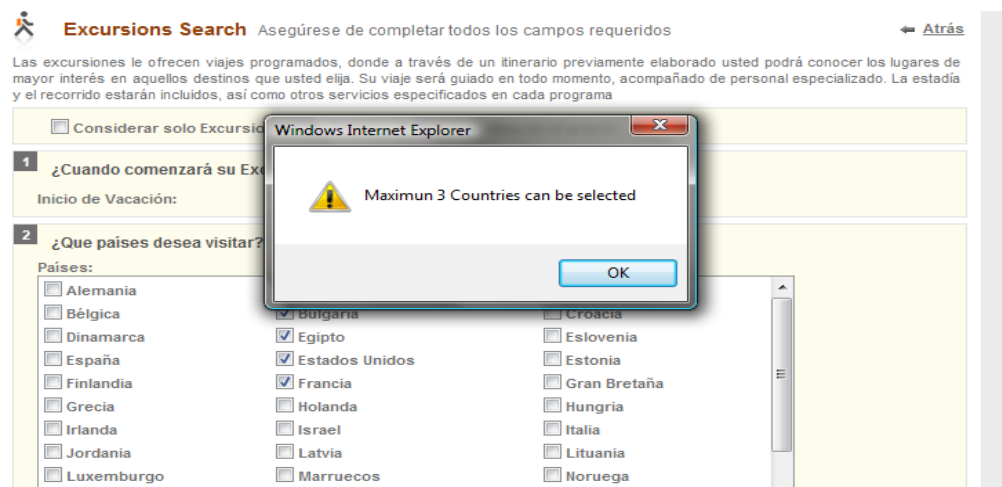 Excursions Search Asegúrese de completar todos los campos requeridos
Atrás
Las excursiones le ofrecen viajes programados, donde a través de un itinerario previamente elaborado usted podrá conocer los lugares de
mayor interés en aquellos destinos que usted elija. Su viaje será guiado en todo momento, acompañado de personal especializado. La estadía
y el recorrido estarán incluidos, así como otros servicios especificados en cada programa
Considerar solo Excursio
Windows Internet Explorer
Maximun 3 Countries can be selected
OK
1 ¿Cuando comenzará su Exc
Inicio de Vacación:
2 ¿Que países desea visitar?
Países:
Alemania
Bélgica Bulgaria Croacia
Dinamarca Egipto Eslovenia
España Estados Unidos Estonia
Finlandia Francia Gran Bretaña
Grecia Holanda Hungria
Irlanda Israel Italia
Jordania Latvia Lituania
Luxemburgo Marruecos Noruega